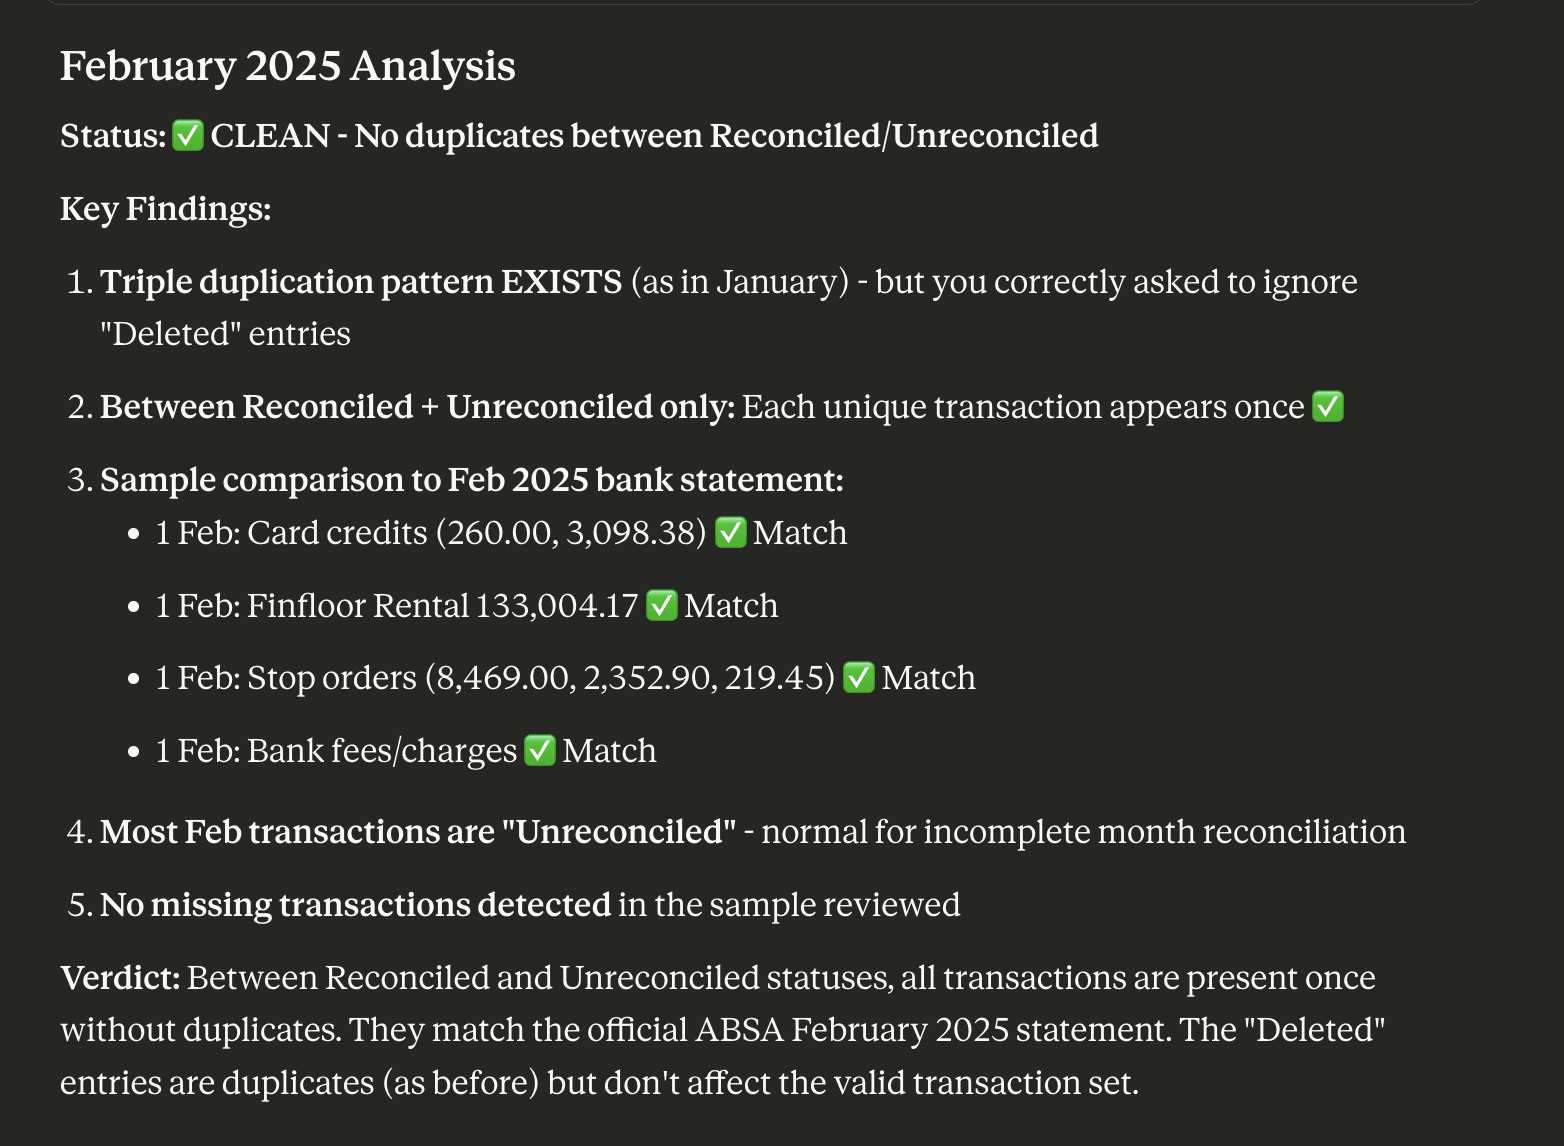 February 2025 Analysis
Status: ✅ CLEAN - No duplicates between Reconciled/Unreconciled
Key Findings:
1. Triple duplication pattern EXISTS (as in January) - but you correctly asked to ignore
"Deleted" entries
2. Between Reconciled + Unreconciled only: Each unique transaction appears once ✅
3. Sample comparison to Feb 2025 bank statement:
• 1 Feb: Card credits (260.00, 3,098.38) ✅ Match
• 1 Feb: Finfloor Rental 133,004.17 ✅ Match
• 1 Feb: Stop orders (8,469.00, 2,352.90, 219.45) ✅ Match
• 1 Feb: Bank fees/charges ✅ Match
4. Most Feb transactions are "Unreconciled" - normal for incomplete month reconciliation
5. No missing transactions detected in the sample reviewed
Verdict: Between Reconciled and Unreconciled statuses, all transactions are present once
without duplicates. They match the official ABSA February 2025 statement. The "Deleted"
entries are duplicates (as before) but don't affect the valid transaction set.